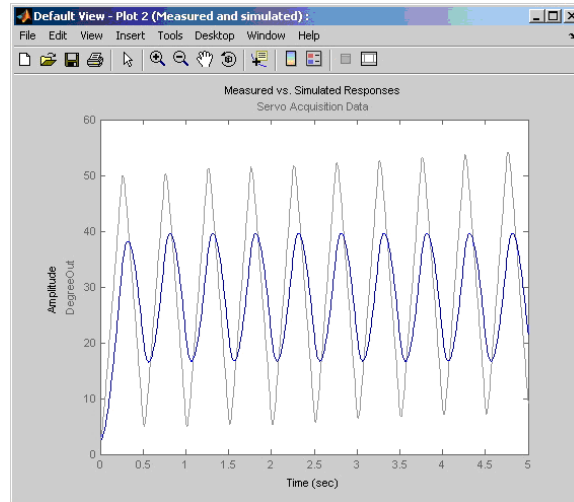 Default View - Plot 2 (Measured and simulated) :
File Edit View Insert Tools Desktop Window Help
Measured vs. Simulated Responses
Servo Acquisition Data
60
50
40
30
20
10
0
Amplitude
DegreeOut
0 0.5 1 1.5 2 2.5 3 3.5 4 4.5 5
Time (sec)